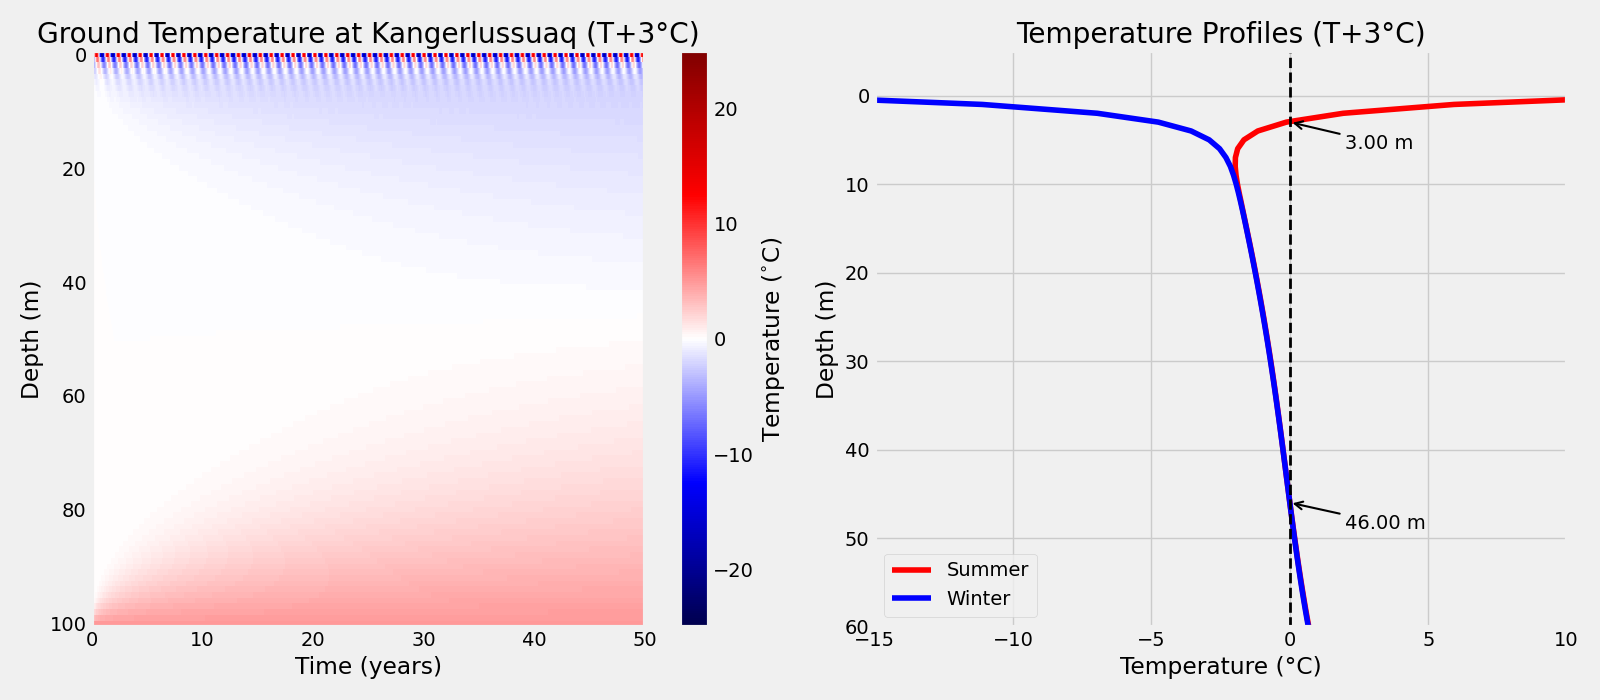 Ground Temperature at Kangerlussuaq (T+3°C)
0
20
40
60
80
100
Depth (m)
0
10
20
30
40
50
Time (years)
20
10
0
−10
−20
Temperature (°C)
Temperature Profiles (T+3°C)
0
10
20
30
40
50
60
Depth (m)
3.00 m
46.00 m
Summer
Winter
−15
−10
−5
0
5
10
Temperature (°C)